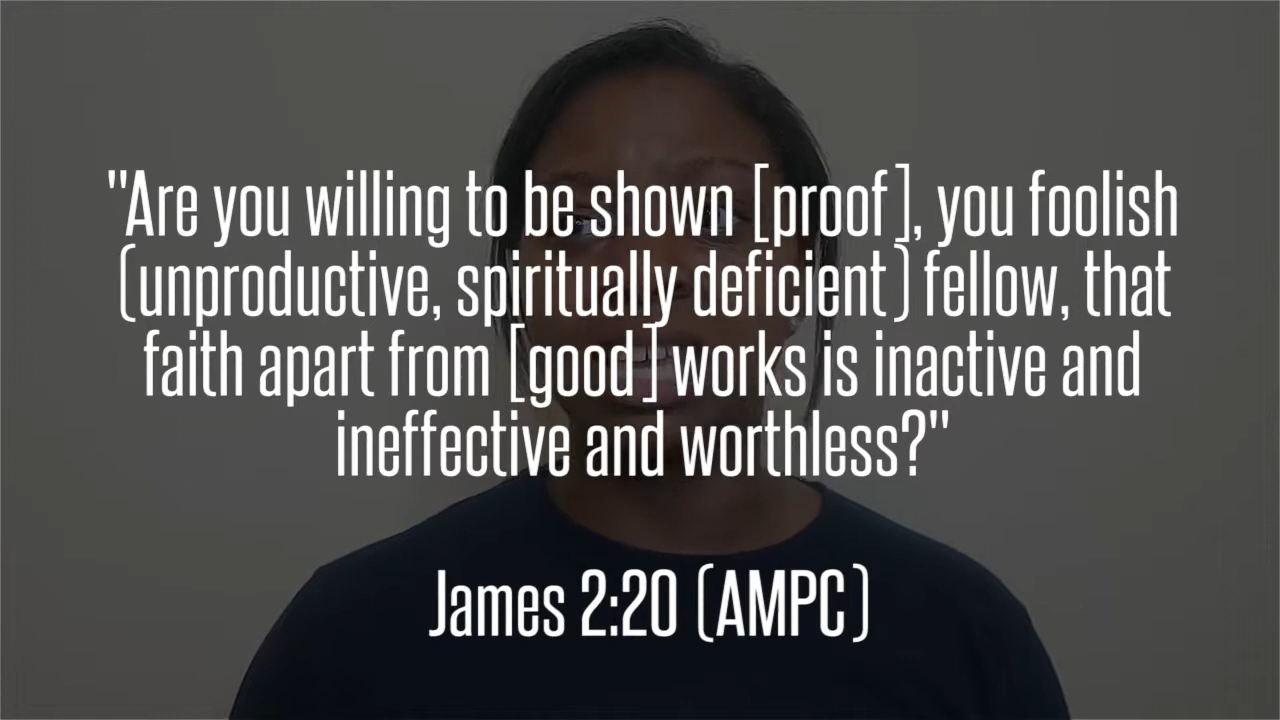 "Are you willing to be shown [proof], you foolish
(unproductive, spiritually deficient) fellow, that
faith apart from [good] works is inactive and
ineffective and worthless?"
James 2:20 (AMPC)